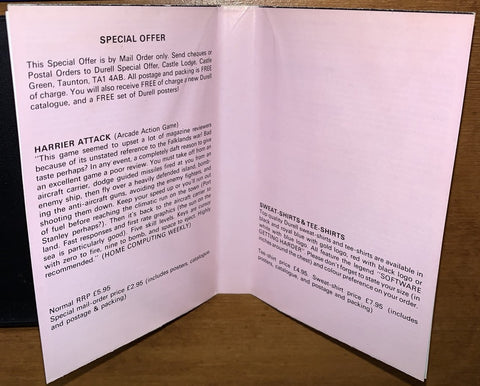 SPECIAL OFFER
This Special Offer is by Mail Order only. Send cheques or
Postal Orders to Durell Special Offer, Castle Lodge, Castle
Green, Taunton, TA1 4AB. All postage and packing is FREE
of charge. You will also receive FREE of charge a new Durell
catalogue, and a FREE set of Durell posters!
HARRIER ATTACK (Arcade Action Game)
"This game seemed to upset a lot of magazine reviewers
because of its unstated reference to the Falklands war! Bad
taste perhaps? In any event, a completely daft reason to give
an excellent game a poor review. You must take off from an
aircraft carrier, dodge guided missiles fired at you from an
enemy ship, then fly over a heavily defended island, bomb-
ing the anti-aircraft guns, avoiding the enemy fighters, and
shooting them down. Keep your speed up or you'll run out
of fuel before reaching the climatic run on the town (Port
Stanley perhaps?). Then it's back to the aircraft carrier to
land. Fast responses and first rate graphics (the sun on the
sea is particularly good). Five skill levels. Keys are cursor
with zero to fire, nine to bomb, and space to eject. Highly
recommended." (HOME COMPUTING WEEKLY)
Normal RRP £5.95
Special mail-order price £2.95 (includes posters, catalogue
and postage & packing)
SWEAT-SHIRTS & TEE-SHIRTS
Top quality Durell sweat-shirts and tee-shirts are available in
black and royal blue with gold logo, red with black logo or
white with blue logo. All feature the legend "SOFTWARE
GETTING HARDER". Please don't forget to state your size (in
inches around the chest) and colour preference on your order.
Tee-shirt price £4.95, Sweat-shirt price £7.95 (includes
posters, catalogue, and postage and packing)